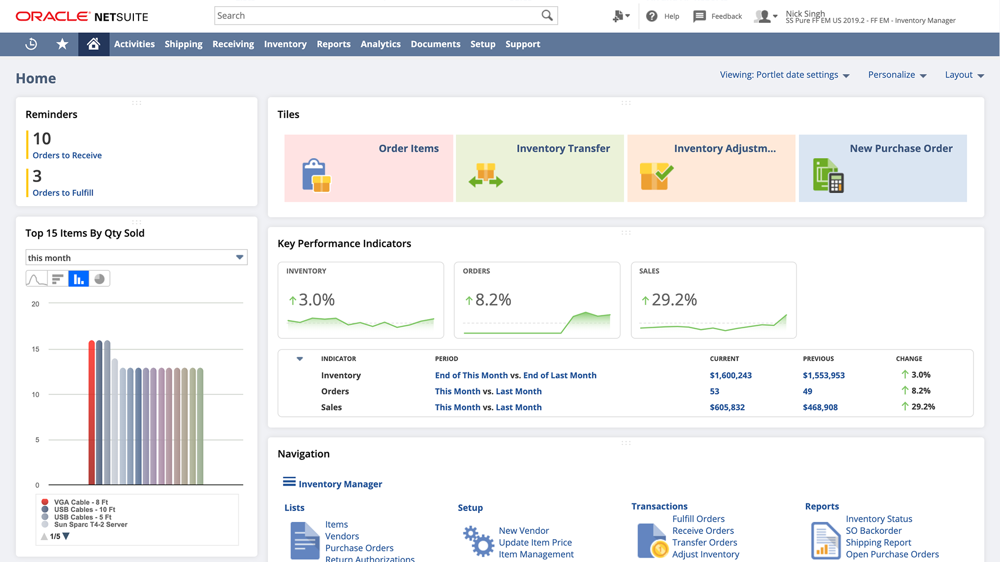 ORACLE NETSUITE
Search
Help
Feedback
Nick Singh
SS Pure FF EM US 2019.2 - FF EM - Inventory Manager
Activities Shipping Receiving Inventory Reports Analytics Documents Setup Support
Home
Viewing: Portlet date settings
Personalize
Layout
Reminders
10
Orders to Receive
3
Orders to Fulfill
Tiles
Order Items
Inventory Transfer
Inventory Adjustm...
New Purchase Order
Top 15 Items By Qty Sold
this month
20
15
10
5
0
VGA Cable - 8 Ft
USB Cables - 10 Ft
USB Cables - 5 Ft
Sun Sparc T4-2 Server
1/5
Key Performance Indicators
INVENTORY
3.0%
ORDERS
8.2%
SALES
29.2%
INDICATOR PERIOD CURRENT PREVIOUS CHANGE
Inventory End of This Month vs. End of Last Month $1,600,243 $1,553,953 3.0%
Orders This Month vs. Last Month 53 49 8.2%
Sales This Month vs. Last Month $605,832 $468,908 29.2%
Navigation
Inventory Manager
Lists
Items
Vendors
Purchase Orders
Return Authorizations
Setup
New Vendor
Update Item Price
Item Management
Transactions
Fulfill Orders
Receive Orders
Transfer Orders
Adjust Inventory
Reports
Inventory Status
SO Backorder
Shipping Report
Open Purchase Orders